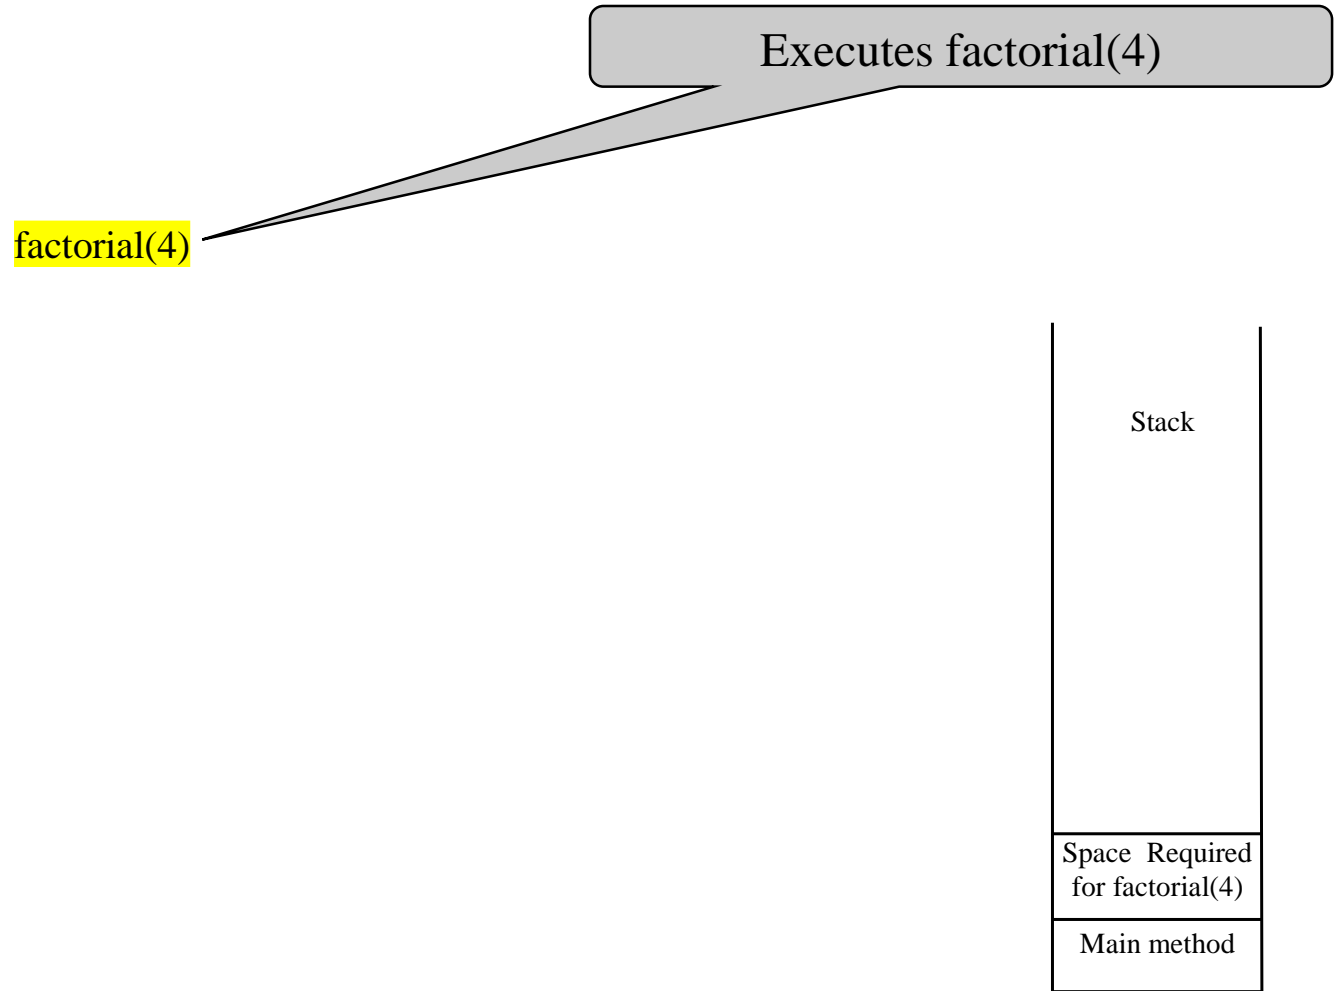 Executes factorial(4)
factorial(4)
Stack
Space Required
for factorial(4)
Main method